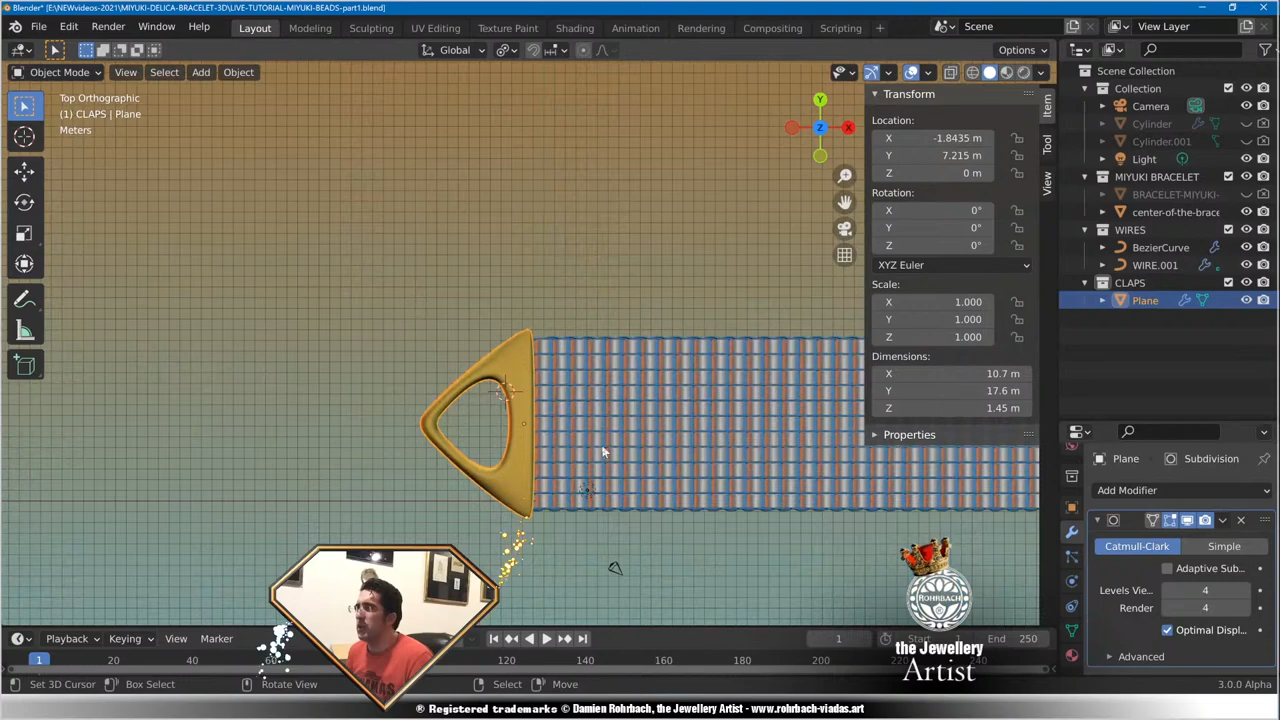 Blender* [E:\NEWvideos-2021\MIYUKI-DELICA-BRACELET-3D\LIVE-TUTORIAL-MIYUKI-BEADS-part1.blend]
File Edit Render Window Help
Layout Modeling Sculpting UV Editing Texture Paint Shading Animation Rendering Compositing Scripting +
Scene
View Layer
Global
Options
Object Mode View Select Add Object
Top Orthographic
(1) CLAPS | Plane
Meters
Y
Z
X
Transform
Location:
X -1.8435 m
Y 7.215 m
Z 0 m
Rotation:
X 0°
Y 0°
Z 0°
XYZ Euler
Scale:
X 1.000
Y 1.000
Z 1.000
Dimensions:
X 10.7 m
Y 17.6 m
Z 1.45 m
Properties
Item
Tool
View
Scene Collection
Collection
Camera
Cylinder
Cylinder.001
Light
MIYUKI BRACELET
BRACELET-MIYUKI-
center-of-the-brace
WIRES
BezierCurve
WIRE.001
CLAPS
Plane
Plane Subdivision
Add Modifier
Catmull-Clark Simple
Adaptive Sub...
Levels Vie... 4
Render 4
Optimal Displ...
Advanced
ROHRBACH
the Jewellery
Artist
Playback Keying View Marker
1 Start End 250
1 20 40 60 120 140 160 180 200 220 240
Set 3D Cursor Box Select Rotate View Select Move
3.0.0 Alpha
® Registered trademarks © Damien Rohrbach, the Jewellery Artist - www.rohrbach-viadas.art